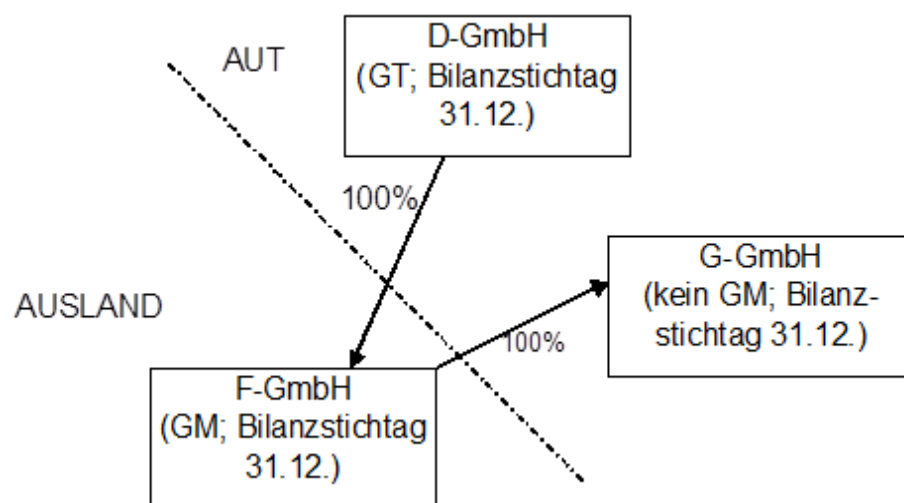 AUT
D-GmbH
(GT; Bilanzstichtag
31.12.)
100%
G-GmbH
(kein GM; Bilanz-
stichtag 31.12.)
AUSLAND
100%
F-GmbH
(GM; Bilanzstichtag
31.12.)